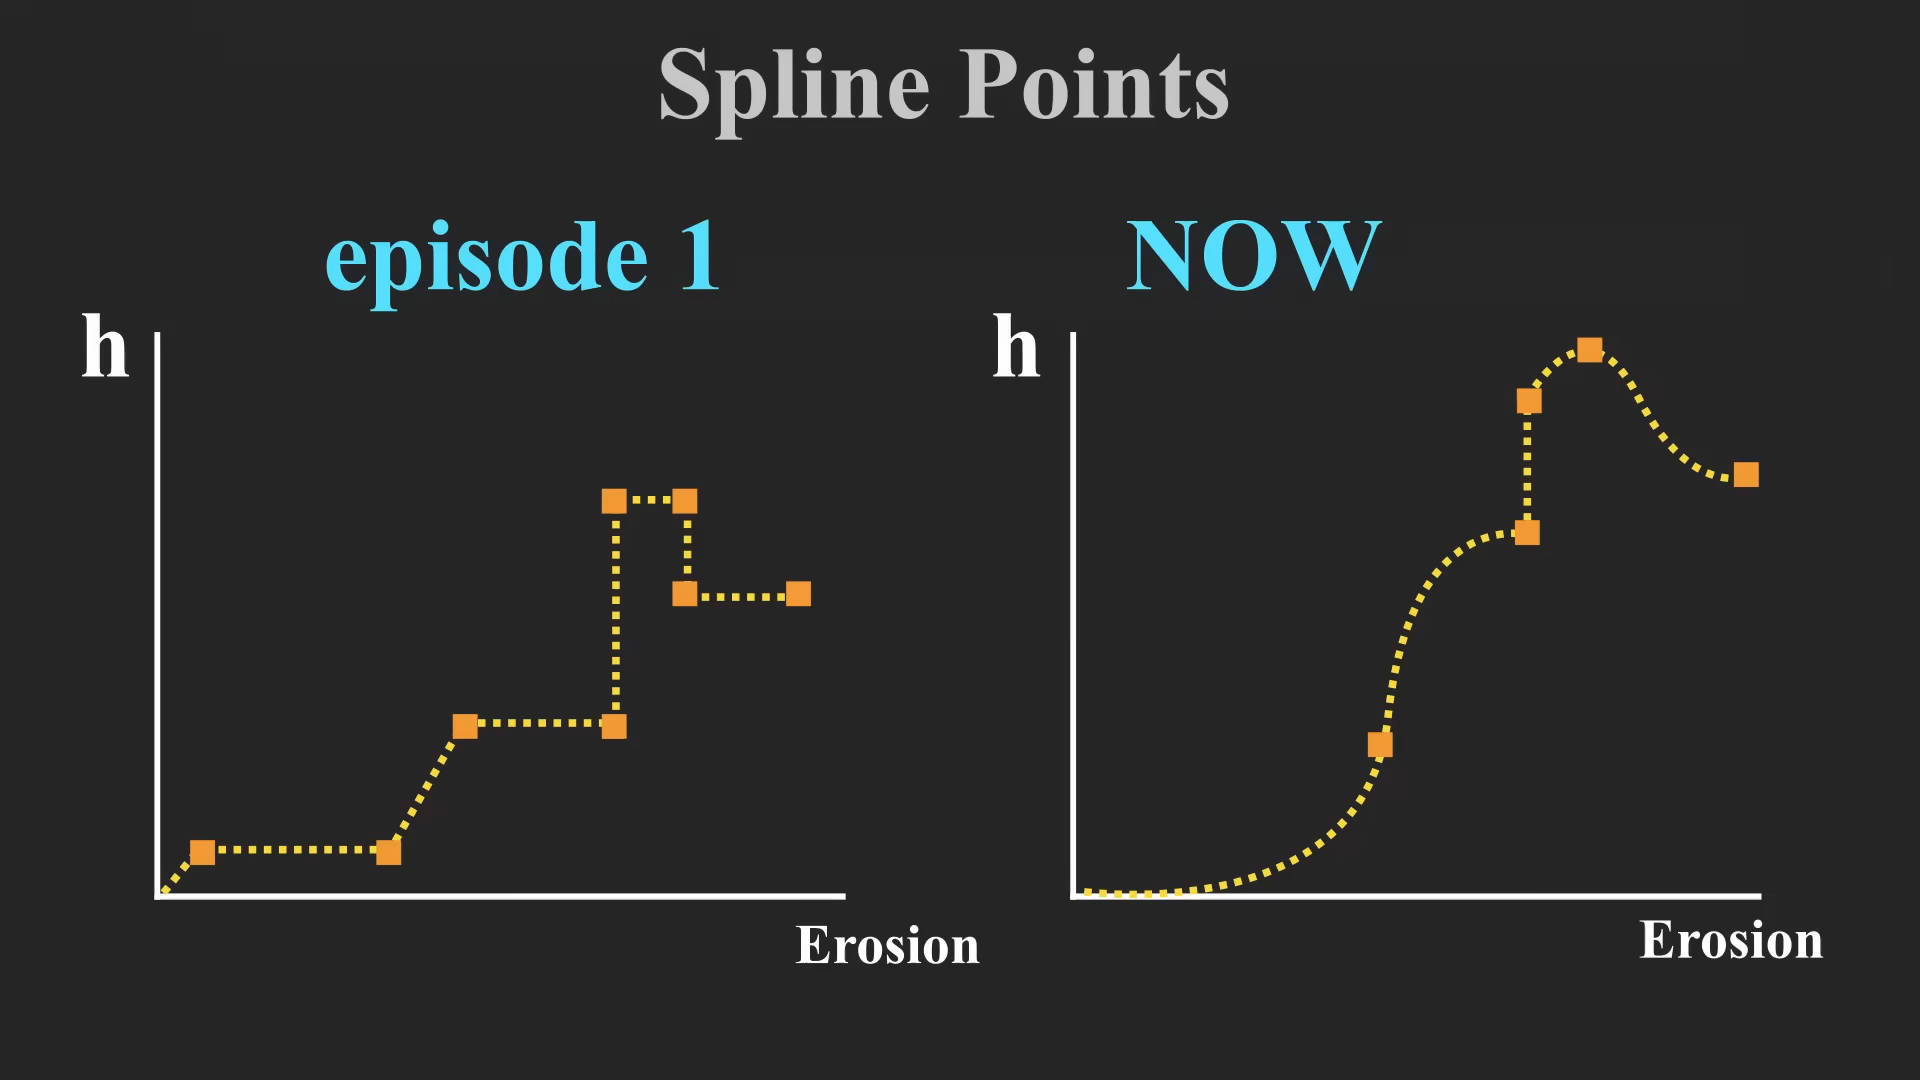 Spline Points
episode 1
NOW
h
h
Erosion
Erosion